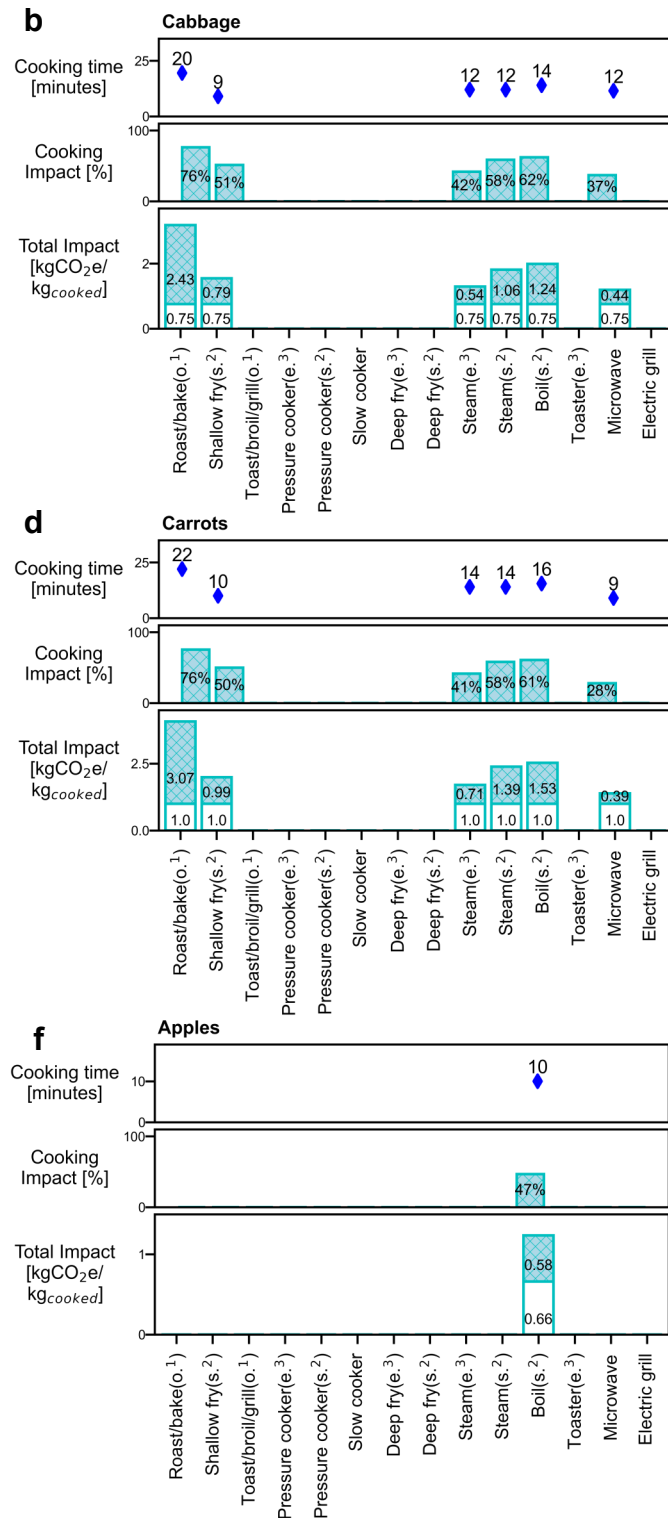 b
Cabbage
Cooking time
[minutes]
25
0
20
9
12
12
14
12
Cooking
Impact [%]
100
0
76%
51%
42%
58%
62%
37%
Total Impact
[kgCO₂e/
kg_cooked]
2
0
2.43
0.79
0.54
1.06
1.24
0.44
0.75
0.75
0.75
0.75
0.75
0.75
Roast/bake(o.¹)
Shallow fry(s.²)
Toast/broil/grill(o.¹)
Pressure cooker(e.³)
Pressure cooker(s.²)
Slow cooker
Deep fry(e.³)
Deep fry(s.²)
Steam(e.³)
Steam(s.²)
Boil(s.²)
Toaster(e.³)
Microwave
Electric grill
d
Carrots
Cooking time
[minutes]
25
0
22
10
14
14
16
9
Cooking
Impact [%]
100
0
76%
50%
41%
58%
61%
28%
Total Impact
[kgCO₂e/
kg_cooked]
2.5
0.0
3.07
0.99
0.71
1.39
1.53
0.39
1.0
1.0
1.0
1.0
1.0
1.0
Roast/bake(o.¹)
Shallow fry(s.²)
Toast/broil/grill(o.¹)
Pressure cooker(e.³)
Pressure cooker(s.²)
Slow cooker
Deep fry(e.³)
Deep fry(s.²)
Steam(e.³)
Steam(s.²)
Boil(s.²)
Toaster(e.³)
Microwave
Electric grill
f
Apples
Cooking time
[minutes]
10
0
10
Cooking
Impact [%]
100
0
47%
Total Impact
[kgCO₂e/
kg_cooked]
1
0
0.58
0.66
Roast/bake(o.¹)
Shallow fry(s.²)
Toast/broil/grill(o.¹)
Pressure cooker(e.³)
Pressure cooker(s.²)
Slow cooker
Deep fry(e.³)
Deep fry(s.²)
Steam(e.³)
Steam(s.²)
Boil(s.²)
Toaster(e.³)
Microwave
Electric grill